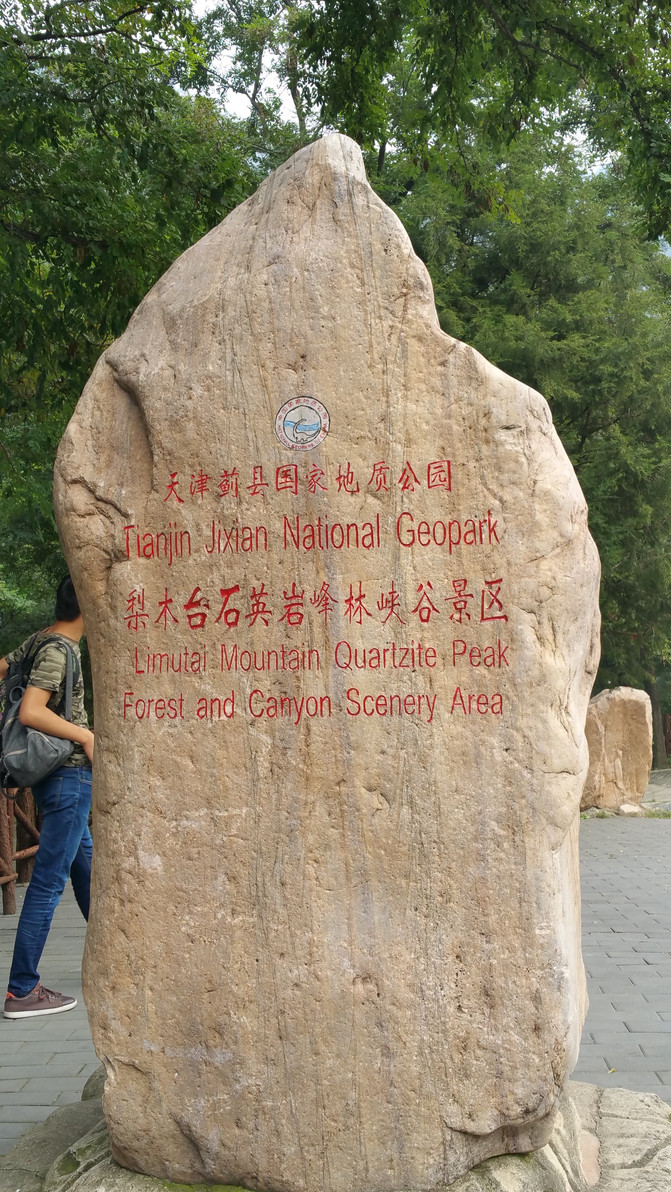 天津蓟县国家地质公园
Tianjin Jixian National Geopark
梨木台石英岩峰林峡谷景区
Limutai Mountain Quartzite Peak
Forest and Canyon Scenery Area